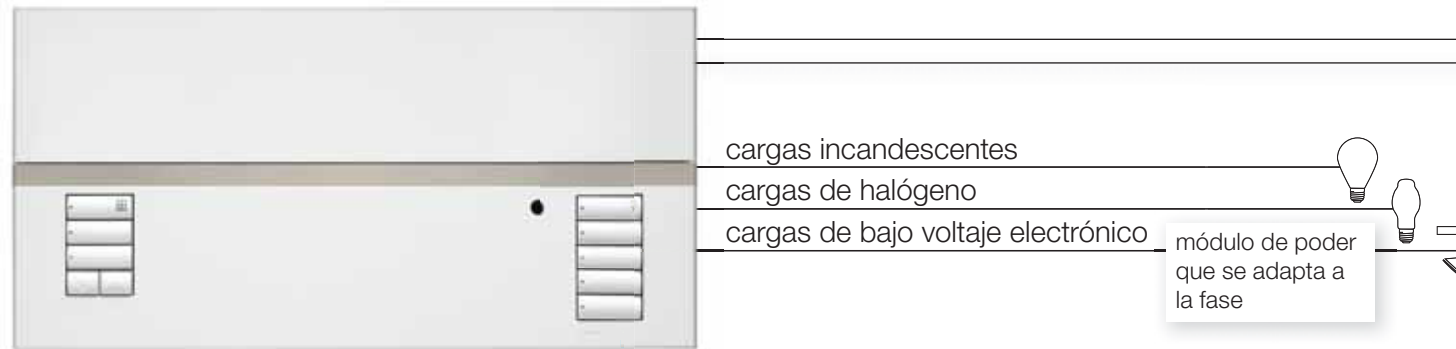 cargas incandescentes
cargas de halógeno
cargas de bajo voltaje electrónico
módulo de poder
que se adapta a
la fase